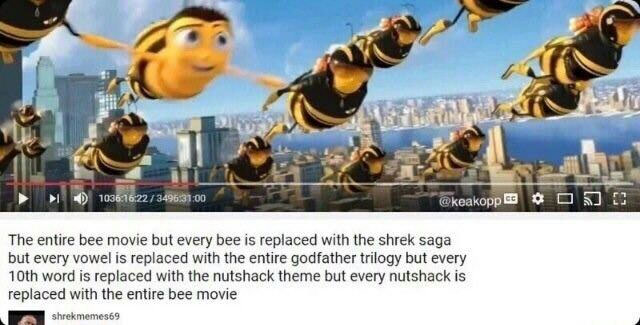 1036:16:22 / 3496:31:00
@keakopp CC
The entire bee movie but every bee is replaced with the shrek saga
but every vowel is replaced with the entire godfather trilogy but every
10th word is replaced with the nutshack theme but every nutshack is
replaced with the entire bee movie
shrekmemes69